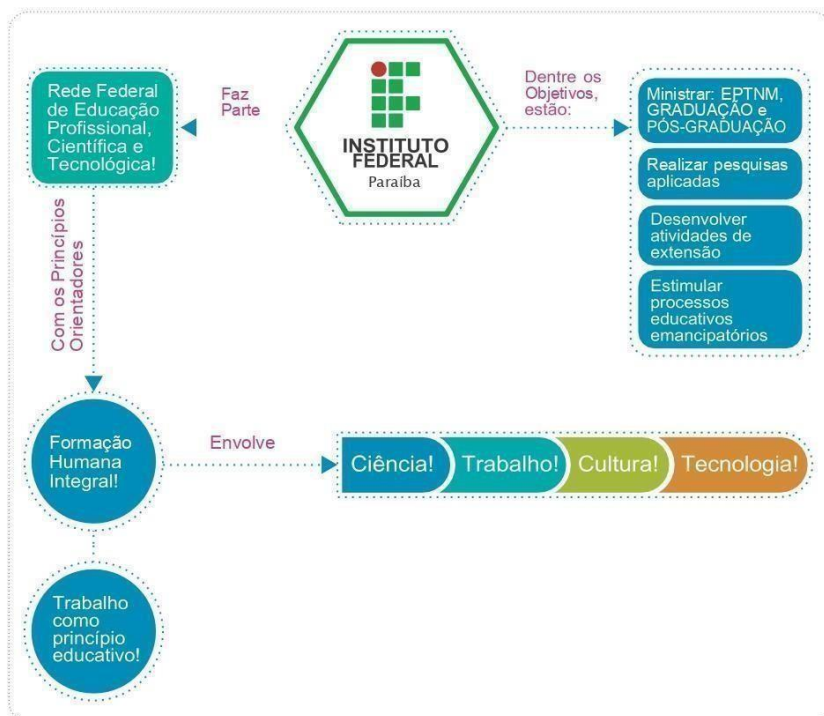 Rede Federal
de Educação
Profissional,
Científica e
Tecnológica!
Faz
Parte
INSTITUTO
FEDERAL
Paraíba
Dentre os
Objetivos,
estão:
Ministrar: EPTNM,
GRADUAÇÃO e
PÓS-GRADUAÇÃO
Realizar pesquisas
aplicadas
Desenvolver
atividades de
extensão
Estimular
processos
educativos
emancipatórios
Com os Princípios
Orientadores
Formação
Humana
Integral!
Envolve
Ciência!
Trabalho!
Cultura!
Tecnologia!
Trabalho
como
princípio
educativo!